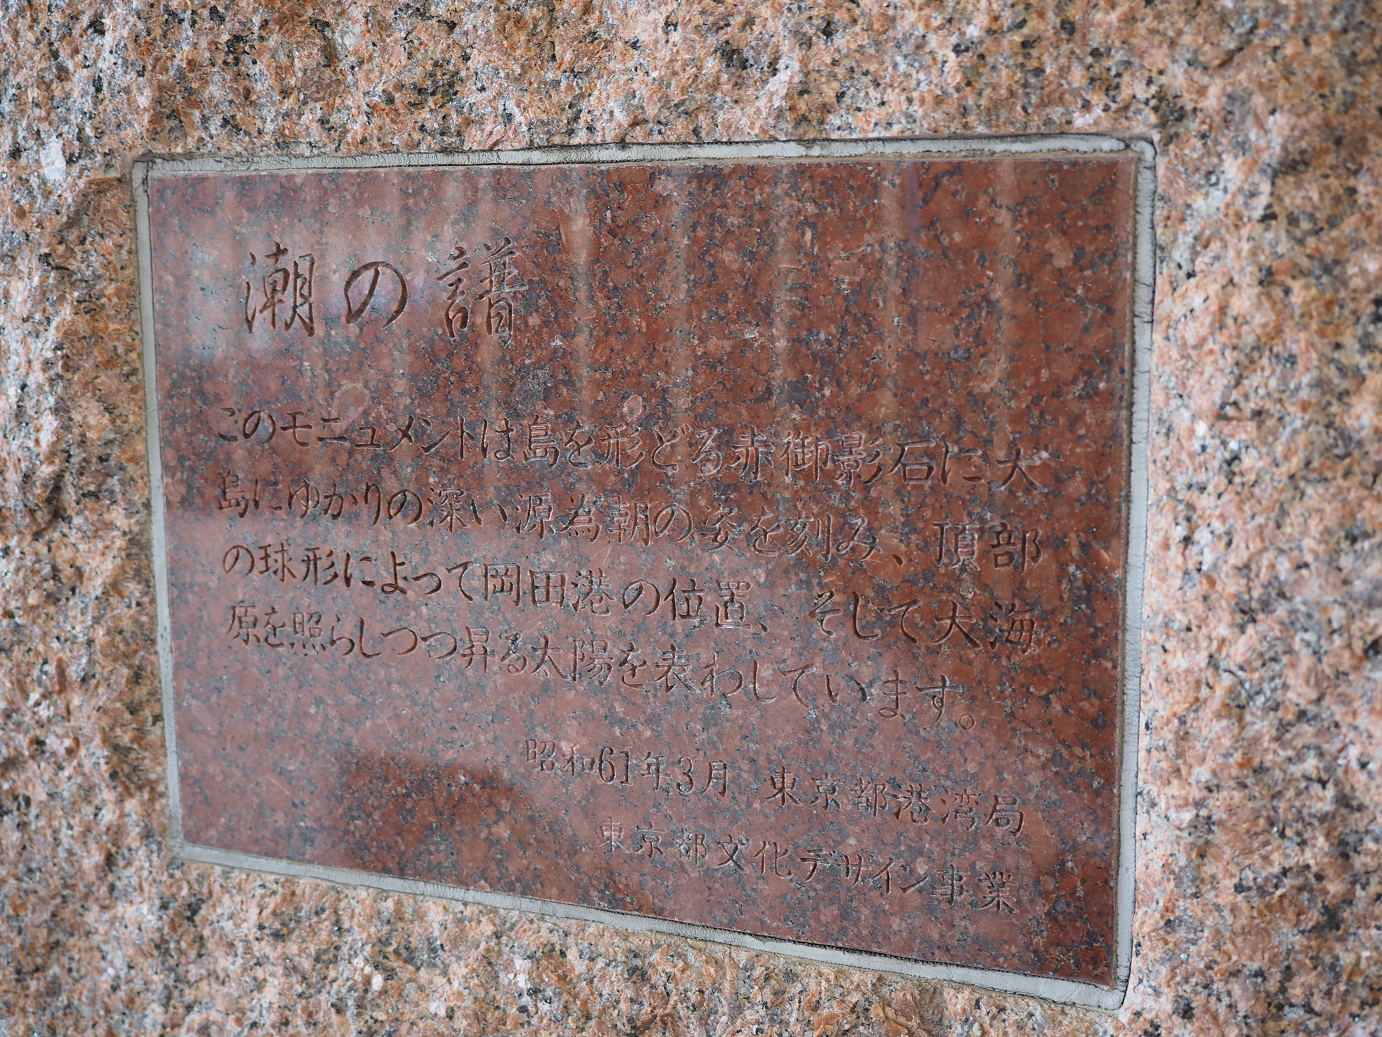 潮の譜
このモニュメントは島を形どる赤御影石に大
島にゆかりの深い源為朝の姿を刻み、頂部
の球形によって岡田港の位置、そして大海
原を照らしつつ昇る太陽を表わしています。
昭和61年3月 東京都港湾局
東京都文化デザイン事業